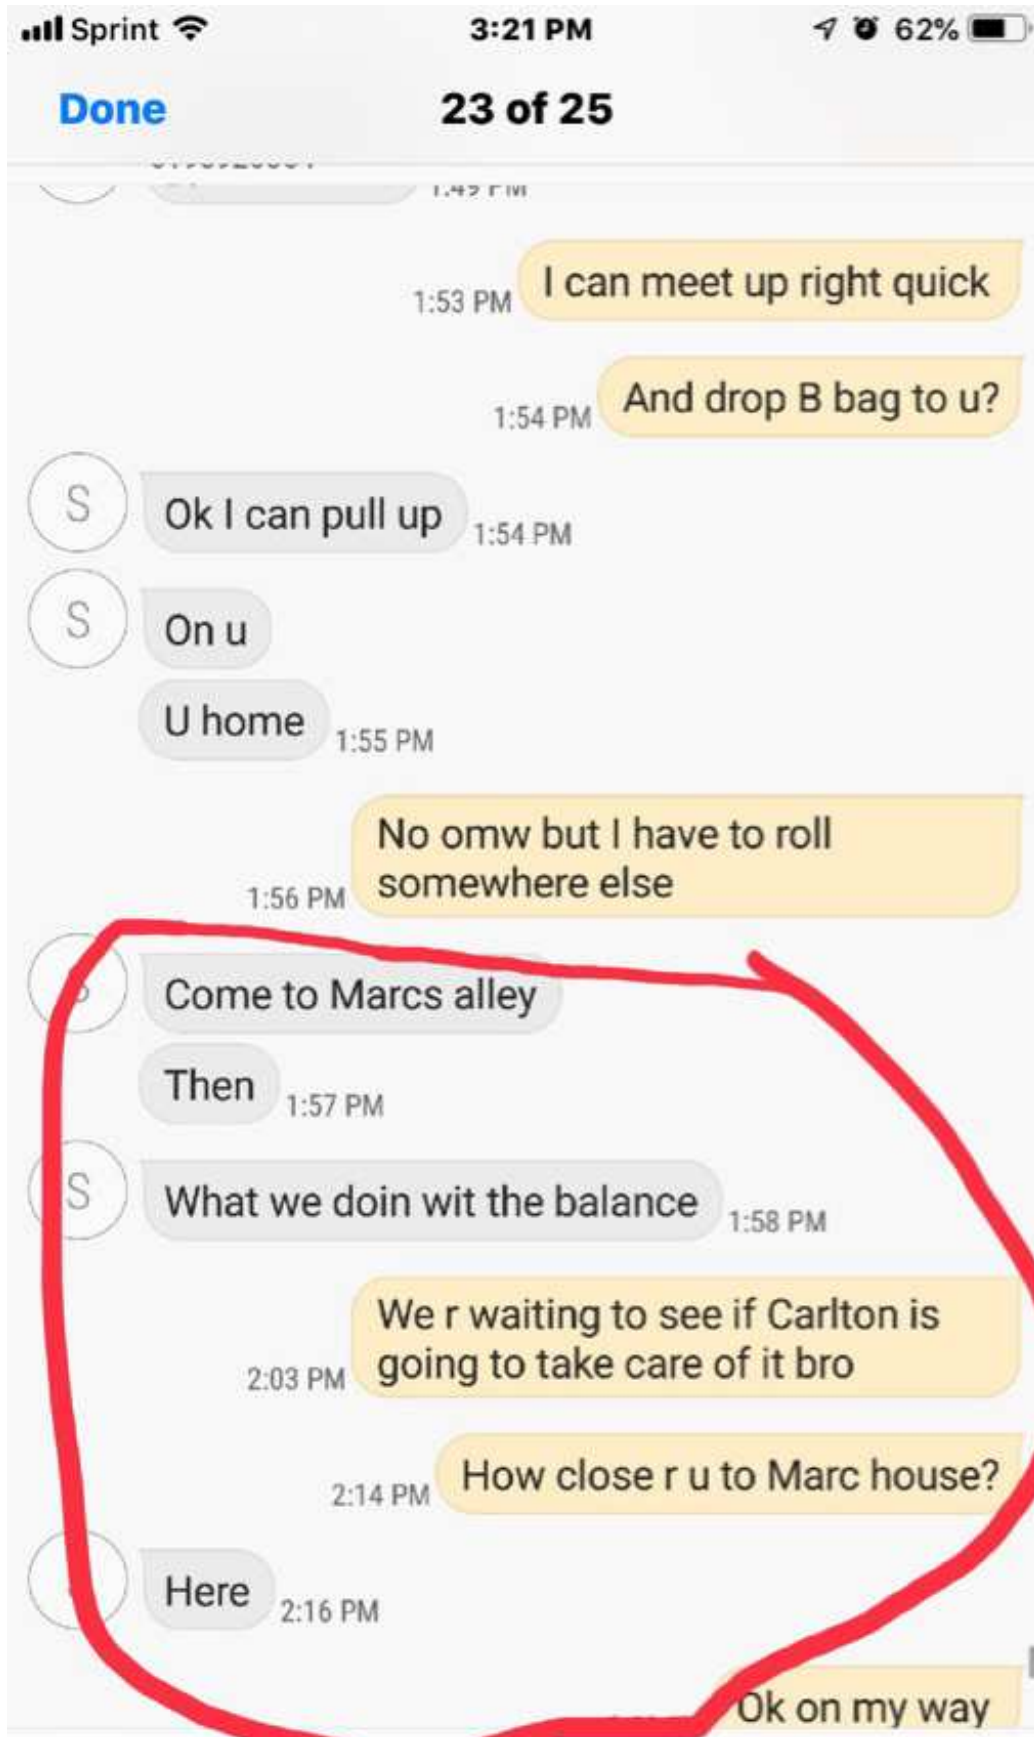 Sprint
3:21 PM
62%
Done
23 of 25
1:49 PM
I can meet up right quick
1:53 PM
And drop B bag to u?
1:54 PM
S
Ok I can pull up
1:54 PM
S
On u
U home
1:55 PM
No omw but I have to roll
somewhere else
1:56 PM
Come to Marcs alley
Then
1:57 PM
S
What we doin wit the balance
1:58 PM
We r waiting to see if Carlton is
going to take care of it bro
2:03 PM
How close r u to Marc house?
2:14 PM
Here
2:16 PM
Ok on my way